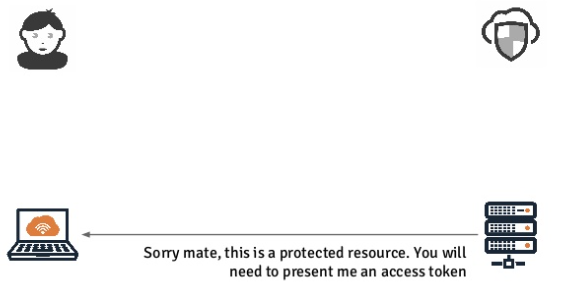 Sorry mate, this is a protected resource. You will
need to present me an access token